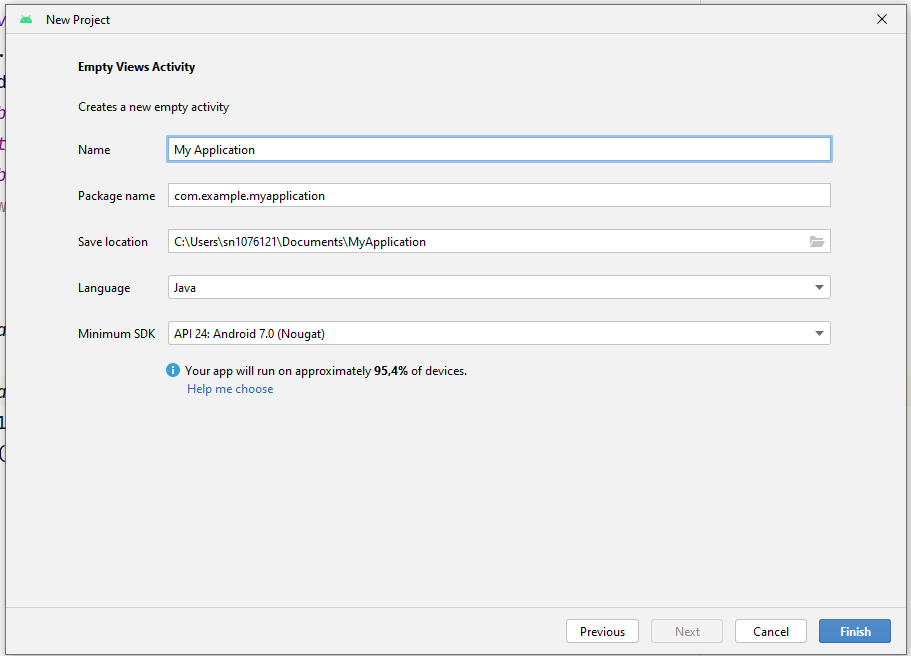 New Project
Empty Views Activity
Creates a new empty activity
Name My Application
Package name com.example.myapplication
Save location C:\Users\sn1076121\Documents\MyApplication
Language Java
Minimum SDK API 24: Android 7.0 (Nougat)
Your app will run on approximately 95,4% of devices.
Help me choose
Previous Next Cancel Finish